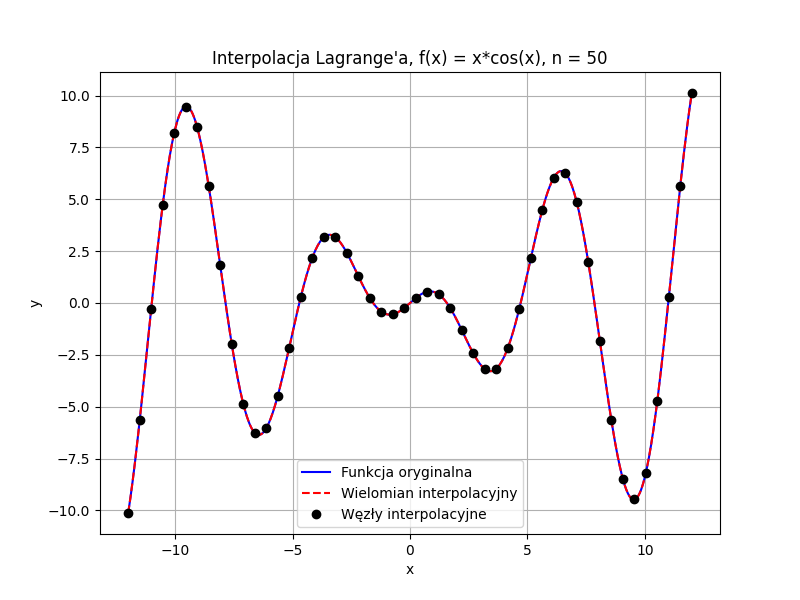 Interpolacja Lagrange'a, f(x) = x*cos(x), n = 50
10.0
7.5
5.0
2.5
0.0
−2.5
−5.0
−7.5
−10.0
y
Funkcja oryginalna
Wielomian interpolacyjny
Węzły interpolacyjne
−10
−5
0
5
10
x